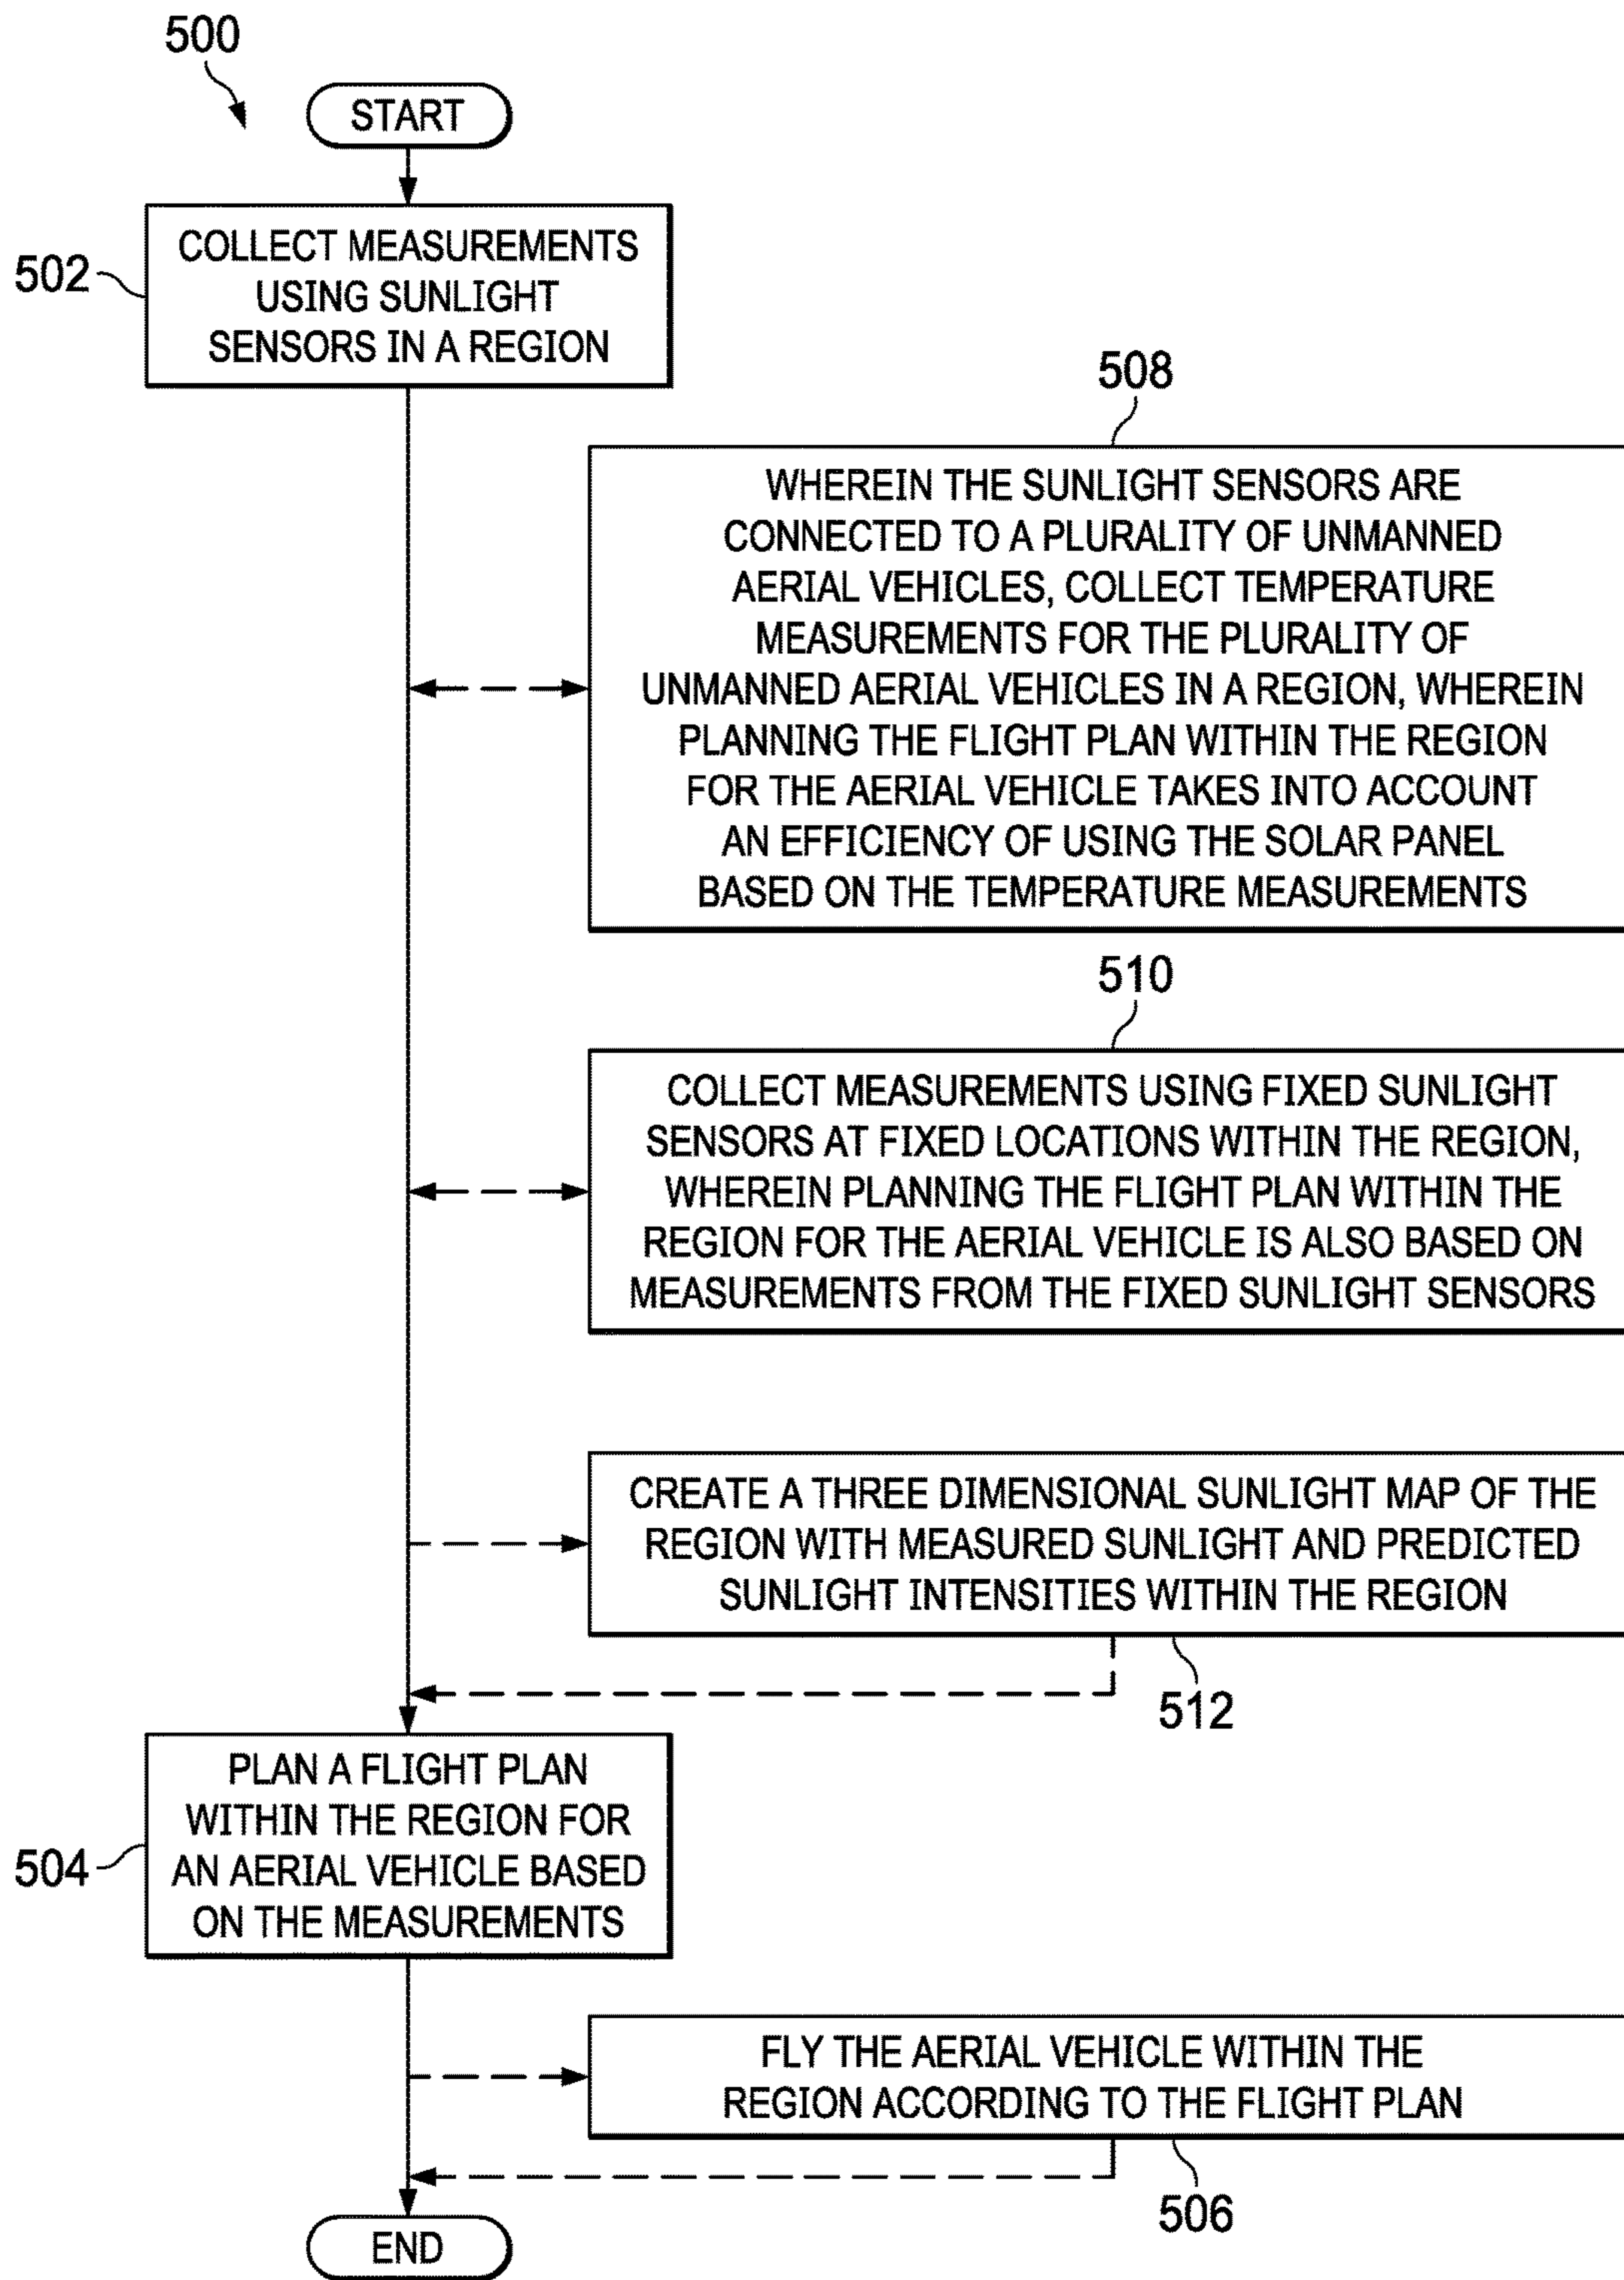 500
START
502
COLLECT MEASUREMENTS
USING SUNLIGHT
SENSORS IN A REGION
508
WHEREIN THE SUNLIGHT SENSORS ARE
CONNECTED TO A PLURALITY OF UNMANNED
AERIAL VEHICLES, COLLECT TEMPERATURE
MEASUREMENTS FOR THE PLURALITY OF
UNMANNED AERIAL VEHICLES IN A REGION, WHEREIN
PLANNING THE FLIGHT PLAN WITHIN THE REGION
FOR THE AERIAL VEHICLE TAKES INTO ACCOUNT
AN EFFICIENCY OF USING THE SOLAR PANEL
BASED ON THE TEMPERATURE MEASUREMENTS
510
COLLECT MEASUREMENTS USING FIXED SUNLIGHT
SENSORS AT FIXED LOCATIONS WITHIN THE REGION,
WHEREIN PLANNING THE FLIGHT PLAN WITHIN THE
REGION FOR THE AERIAL VEHICLE IS ALSO BASED ON
MEASUREMENTS FROM THE FIXED SUNLIGHT SENSORS
CREATE A THREE DIMENSIONAL SUNLIGHT MAP OF THE
REGION WITH MEASURED SUNLIGHT AND PREDICTED
SUNLIGHT INTENSITIES WITHIN THE REGION
512
504
PLAN A FLIGHT PLAN
WITHIN THE REGION FOR
AN AERIAL VEHICLE BASED
ON THE MEASUREMENTS
FLY THE AERIAL VEHICLE WITHIN THE
REGION ACCORDING TO THE FLIGHT PLAN
506
END